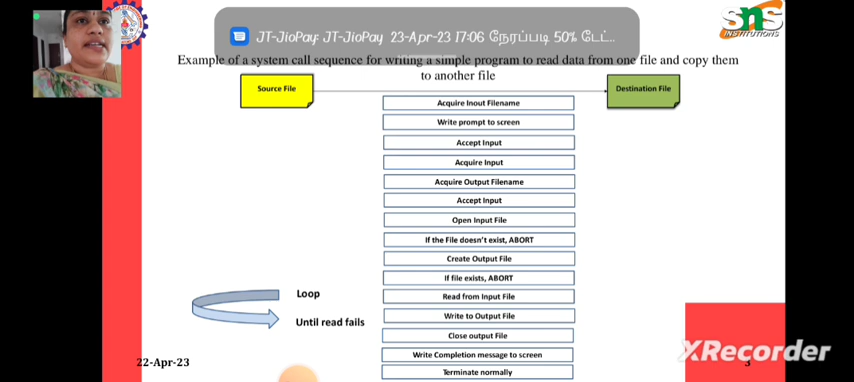 JT-JioPay: JT-JioPay 23-Apr-23 17:06 நேரப்படி 50% டேட்..
SNS
INSTITUTIONS
Example of a system call sequence for writing a simple program to read data from one file and copy them
to another file
Source File
Destination File
Acquire Inout Filename
Write prompt to screen
Accept Input
Acquire Input
Acquire Output Filename
Accept Input
Open Input File
If the File doesn't exist, ABORT
Create Output File
If file exists, ABORT
Loop
Read from Input File
Until read fails
Write to Output File
Close output File
Write Completion message to screen
Terminate normally
22-Apr-23
3
XRecorder